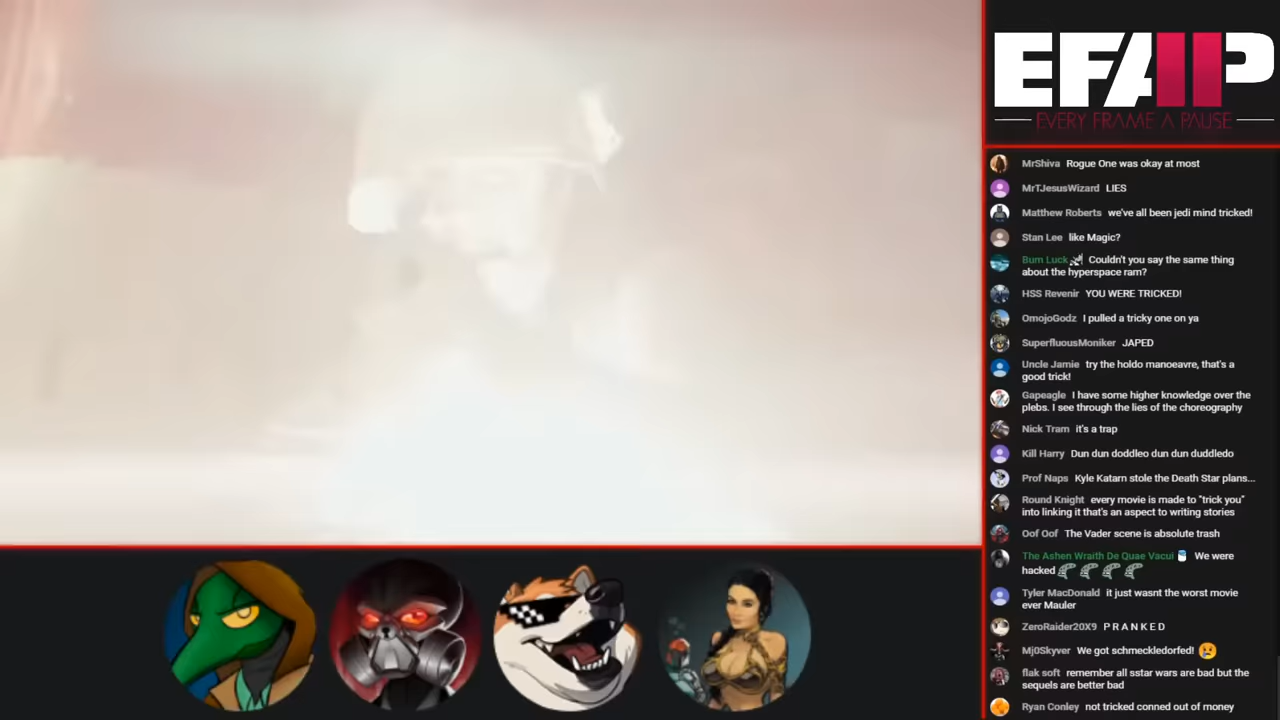 EFAP
EVERY FRAME A PAUSE
MrShiva Rogue One was okay at most
MrTJesusWizard LIES
Matthew Roberts we've all been jedi mind tricked!
Stan Lee like Magic?
Bum Luck Couldn't you say the same thing
about the hyperspace ram?
HSS Revenir YOU WERE TRICKED!
OmojoGodz I pulled a tricky one on ya
SuperfluousMoniker JAPED
Uncle Jamie try the holdo manoeavre, that's a
good trick!
Gapeagle I have some higher knowledge over the
plebs. I see through the lies of the choreography
Nick Tram it's a trap
Kill Harry Dun dun doddleo dun dun duddledo
Prof Naps Kyle Katarn stole the Death Star plans...
Round Knight every movie is made to "trick you"
into linking it that's an aspect to writing stories
Oof Oof The Vader scene is absolute trash
The Ashen Wraith De Quae Vacui We were
hacked
Tyler MacDonald it just wasnt the worst movie
ever Mauler
ZeroRaider20X9 P R A N K E D
Mj0Skyver We got schmeckledorfed!
flak soft remember all sstar wars are bad but the
sequels are better bad
Ryan Conley not tricked conned out of money